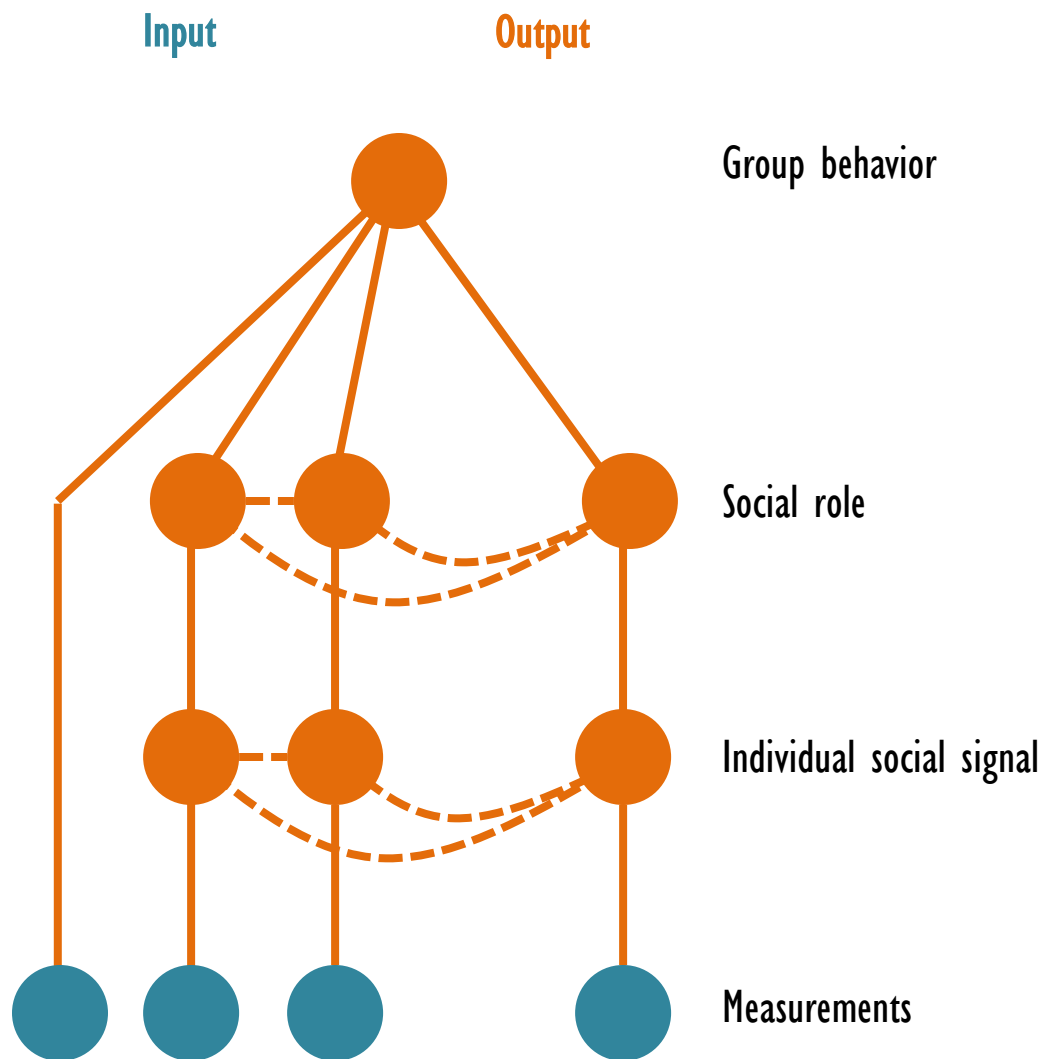 Input
Output
Group behavior
Social role
Individual social signal
Measurements